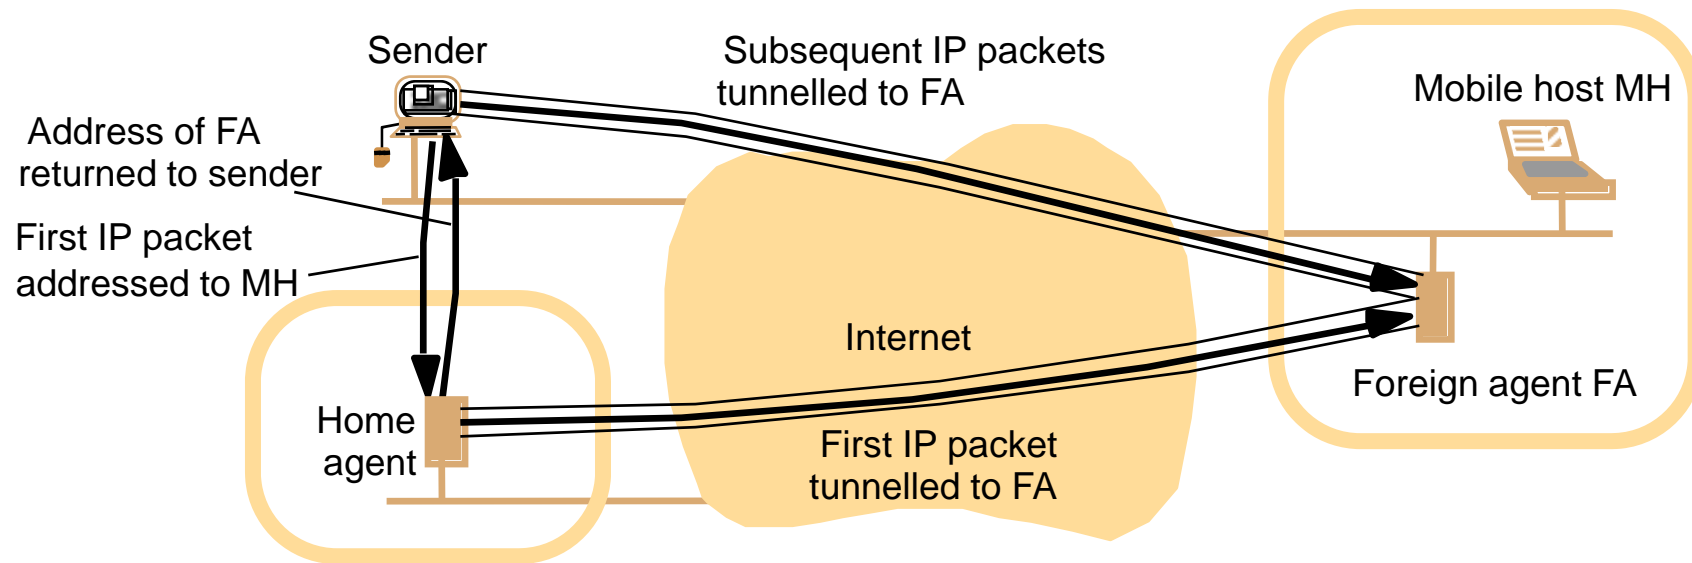 Sender
Subsequent IP packets
tunnelled to FA
Mobile host MH
Address of FA
returned to sender
First IP packet
addressed to MH
Internet
Foreign agent FA
Home
agent
First IP packet
tunnelled to FA